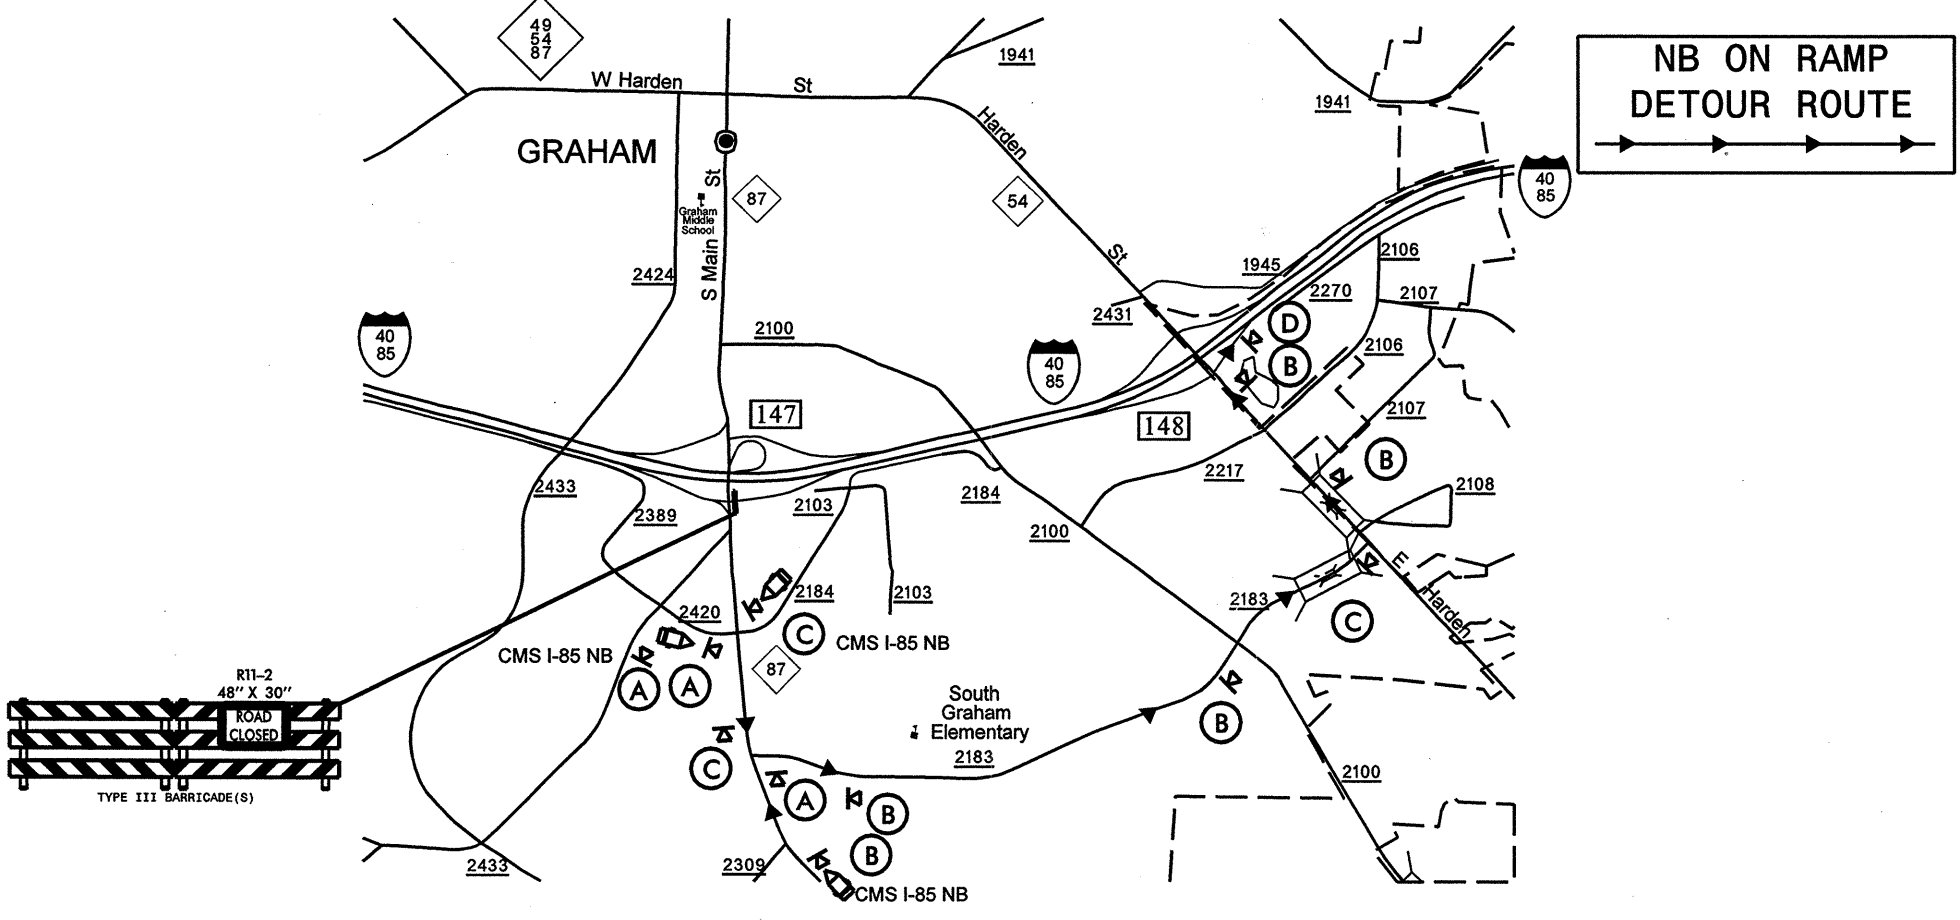 49
54
87
W Harden
St
1941
1941
NB ON RAMP
DETOUR ROUTE
GRAHAM
Harden
St
87
54
Graham
Middle
School
S Main
40
85
2424
St
1945
2106
2270
2107
2431
D
40
85
2100
40
85
B
2106
147
148
2107
B
2217
2433
2389
2103
2184
2108
2100
E
Harden
2184
2103
2183
2420
C
C
CMS I-85 NB
CMS I-85 NB
R11-2
48" X 30"
A
A
87
ROAD
CLOSED
South
Graham
Elementary
B
2183
C
2100
TYPE III BARRICADE(S)
A
B
B
2433
2309
CMS I-85 NB